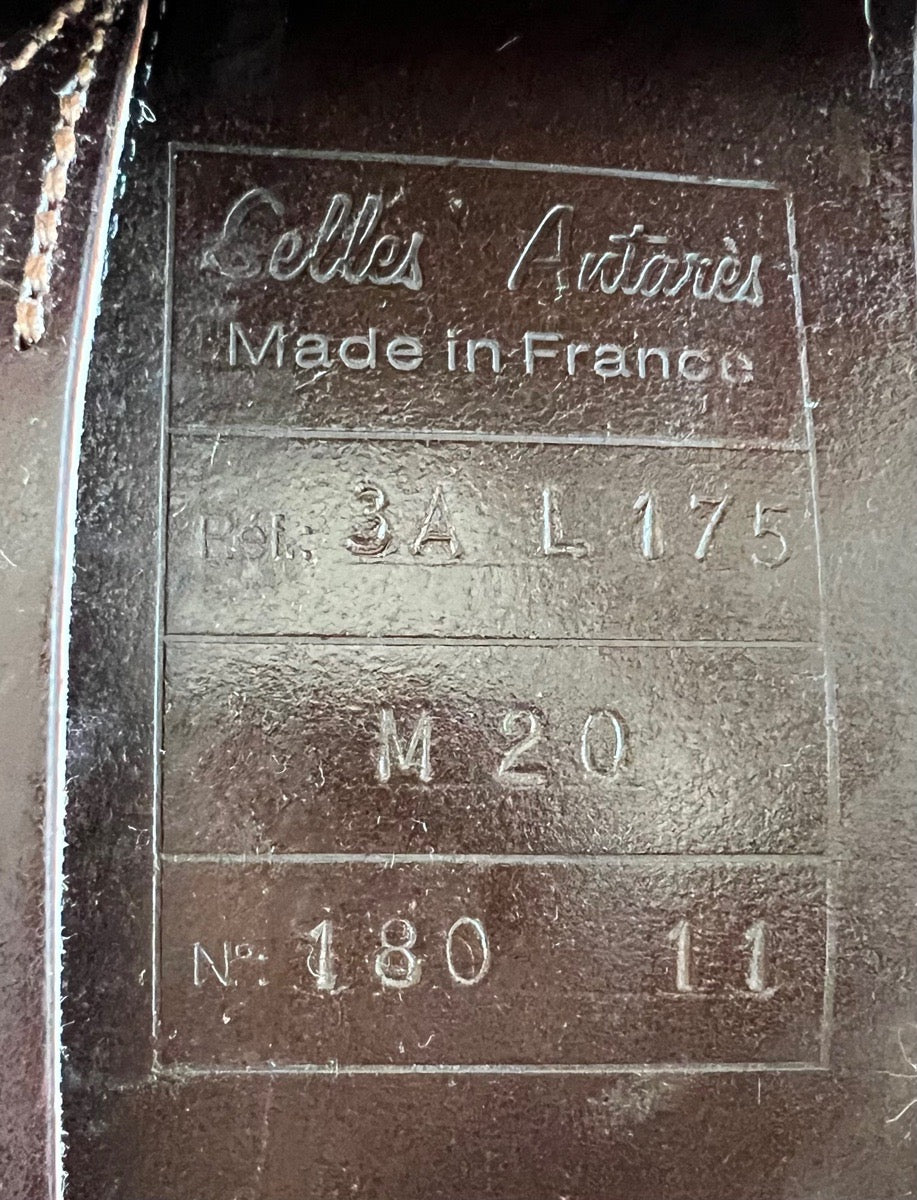 Selles Antarès
Made in France
Réf.: 3A L 175
M 20
N°: 180 11